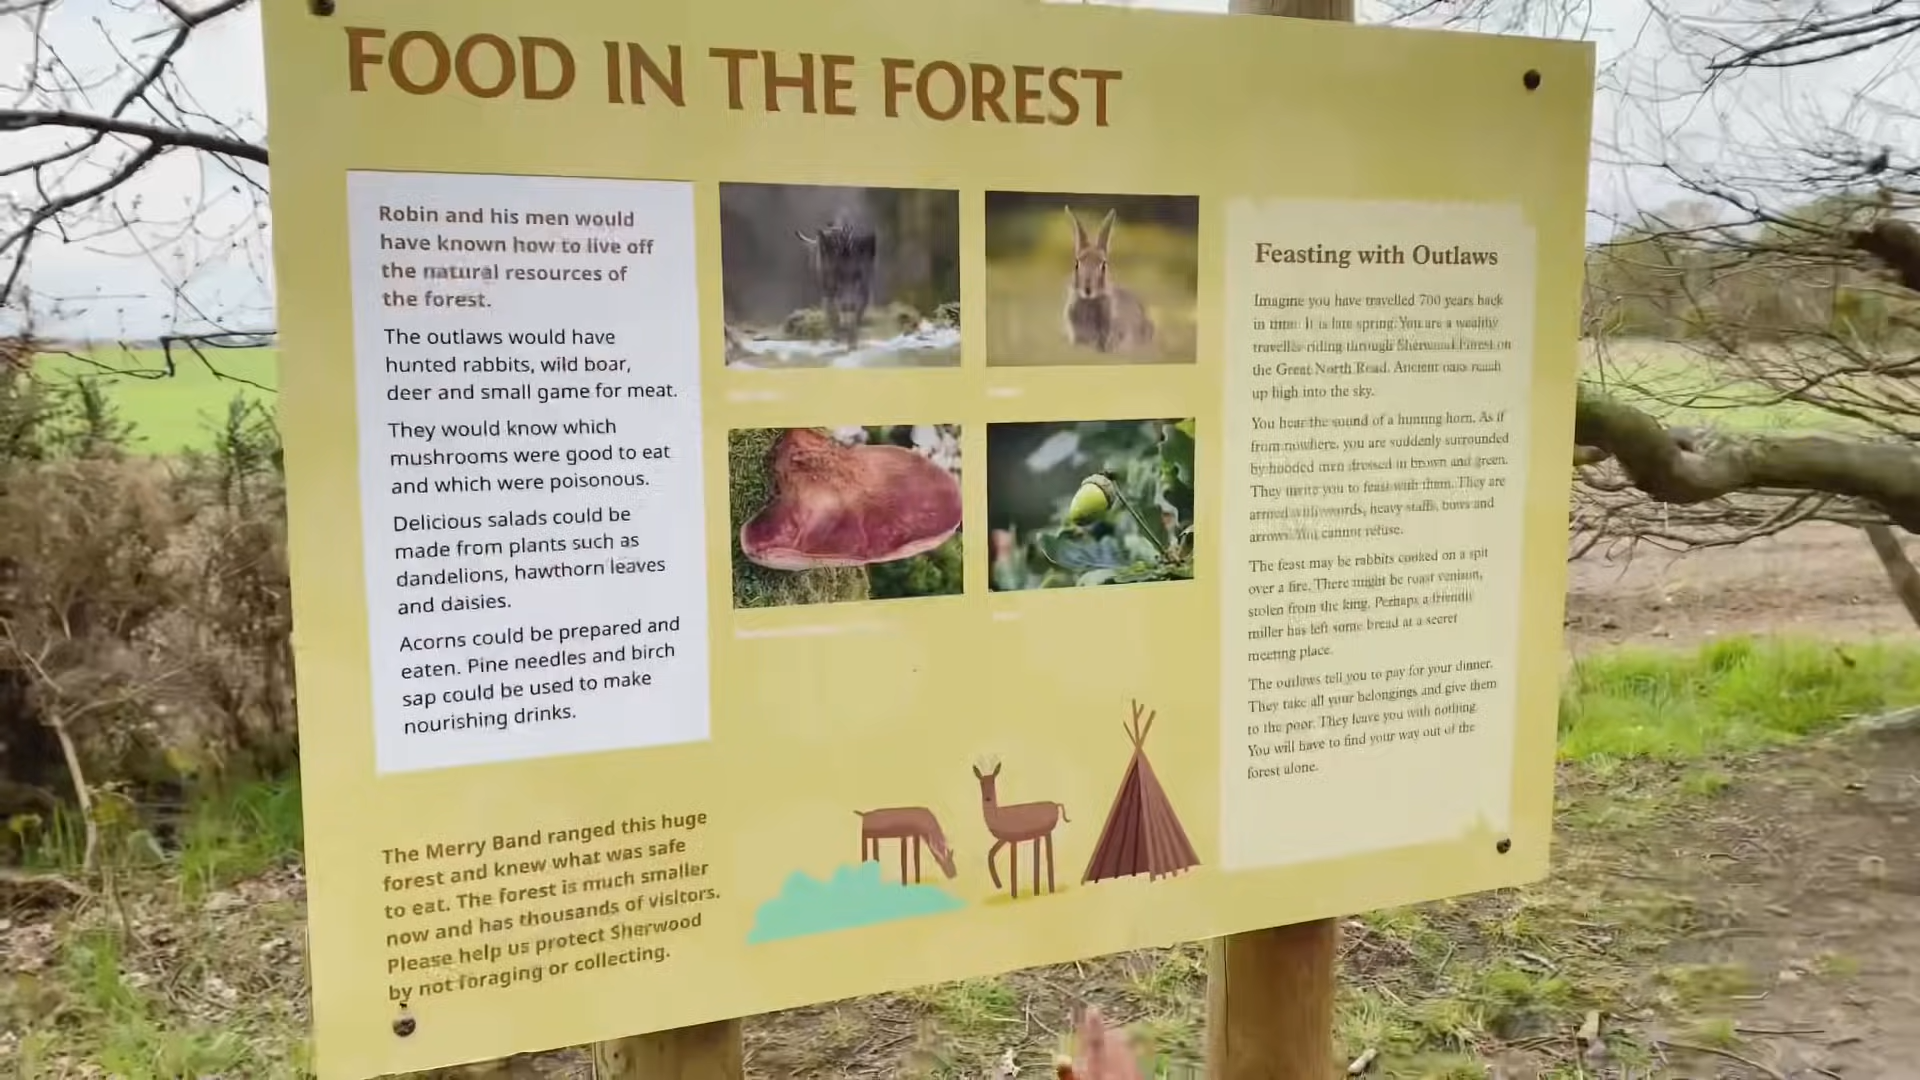 FOOD IN THE FOREST
Robin and his men would
have known how to live off
the natural resources of
the forest.
The outlaws would have
hunted rabbits, wild boar,
deer and small game for meat.
They would know which
mushrooms were good to eat
and which were poisonous.
Delicious salads could be
made from plants such as
dandelions, hawthorn leaves
and daisies.
Acorns could be prepared and
eaten. Pine needles and birch
sap could be used to make
nourishing drinks.
The Merry Band ranged this huge
forest and knew what was safe
to eat. The forest is much smaller
now and has thousands of visitors.
Please help us protect Sherwood
by not foraging or collecting.
Feasting with Outlaws
Imagine you have travelled 700 years back
in time. It is late spring. You are a wealthy
traveller riding through Sherwood Forest on
the Great North Road. Ancient oaks reach
up high into the sky.
You hear the sound of a hunting horn. As if
from nowhere, you are suddenly surrounded
by hooded men dressed in brown and green.
They invite you to feast with them. They are
armed with swords, heavy staffs, bows and
arrows. You cannot refuse.
The feast may be rabbits cooked on a spit
over a fire. There might be roast venison,
stolen from the king. Perhaps a friendly
miller has left some bread at a secret
meeting place.
The outlaws tell you to pay for your dinner.
They take all your belongings and give them
to the poor. They leave you with nothing.
You will have to find your way out of the
forest alone.